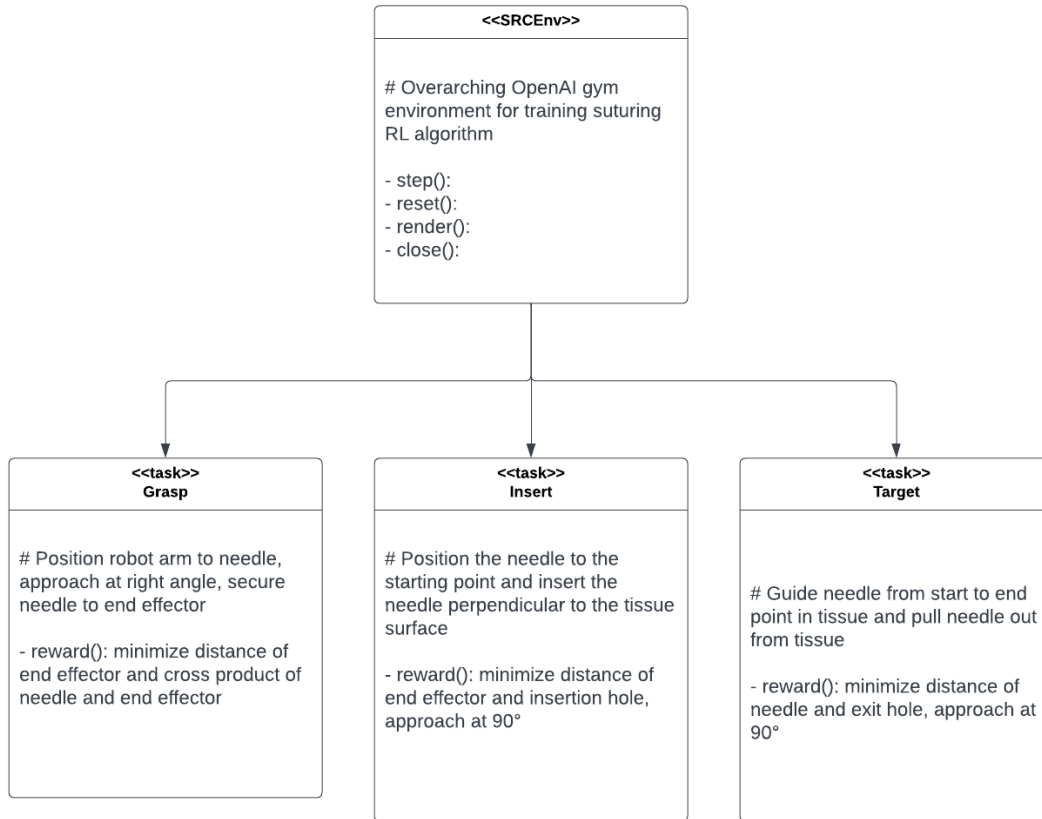 <<SRCEnv>>
# Overarching OpenAI gym
environment for training suturing
RL algorithm
- step():
- reset():
- render():
- close():
<<task>>
Grasp
# Position robot arm to needle,
approach at right angle, secure
needle to end effector
- reward(): minimize distance of
end effector and cross product of
needle and end effector
<<task>>
Insert
# Position the needle to the
starting point and insert the
needle perpendicular to the tissue
surface
- reward(): minimize distance of
end effector and insertion hole,
approach at 90°
<<task>>
Target
# Guide needle from start to end
point in tissue and pull needle out
from tissue
- reward(): minimize distance of
needle and exit hole, approach at
90°